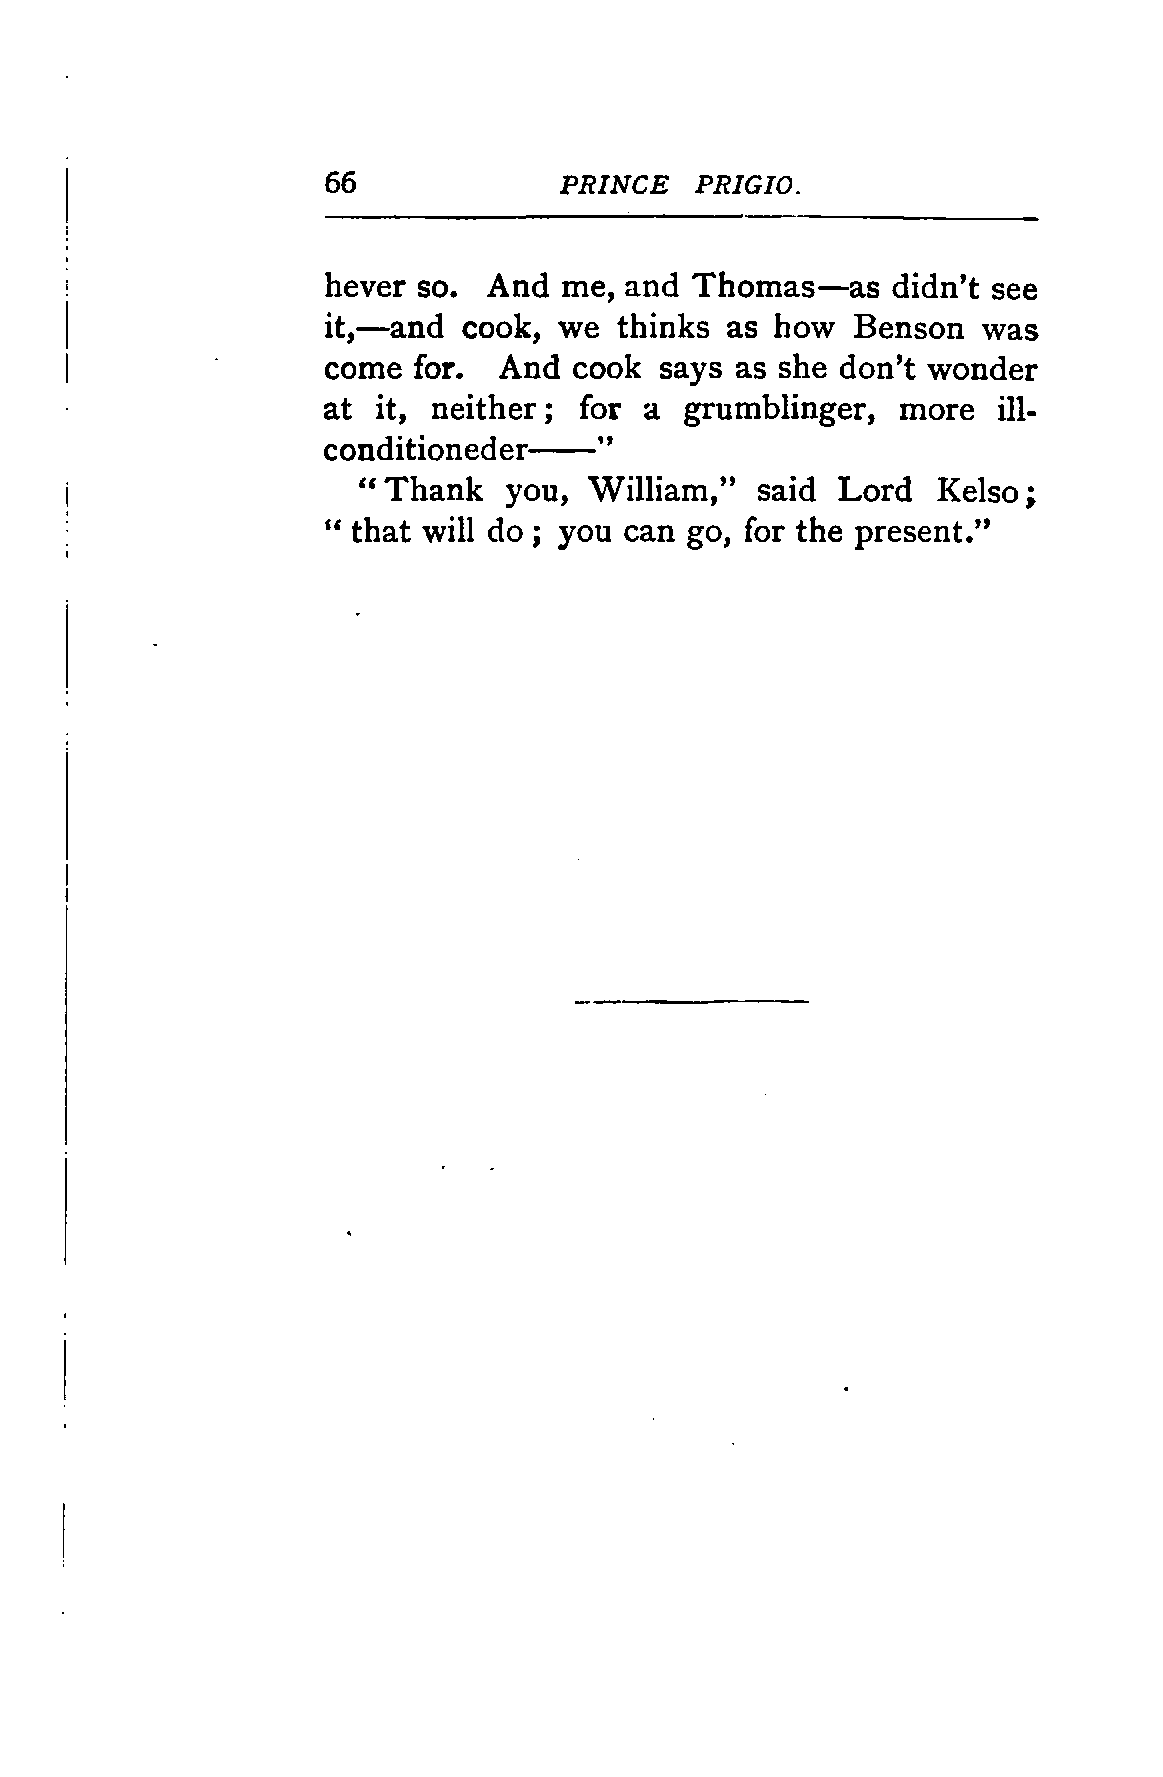 66 PRINCE PRIGIO.
hever so. And me, and Thomas—as didn't see
it,—and cook, we thinks as how Benson was
come for. And cook says as she don't wonder
at it, neither; for a grumblinger, more ill-
conditioneder——"
"Thank you, William," said Lord Kelso;
"that will do; you can go, for the present."